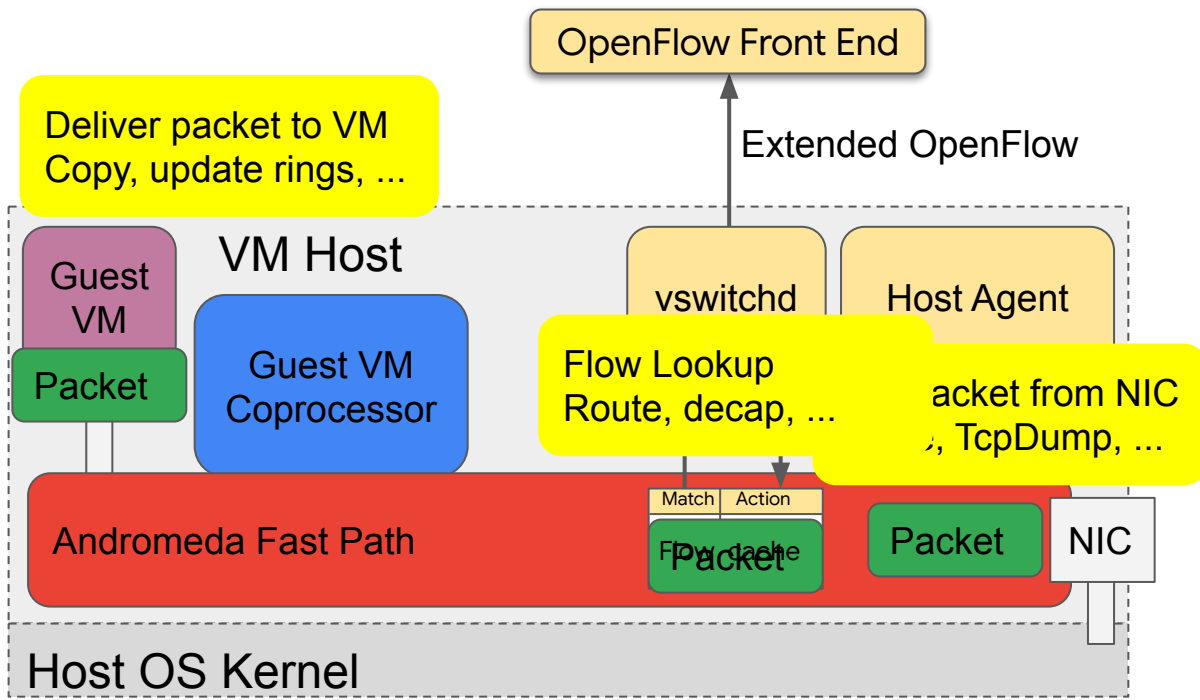 OpenFlow Front End
Deliver packet to VM
Copy, update rings, ...
Extended OpenFlow
VM Host
Guest
VM
vswitchd
Host Agent
Packet
Guest VM
Coprocessor
Flow Lookup
Route, decap, ...
acket from NIC
, TcpDump, ...
Match Action
Andromeda Fast Path
Flow cache
Packet
Packet
NIC
Host OS Kernel